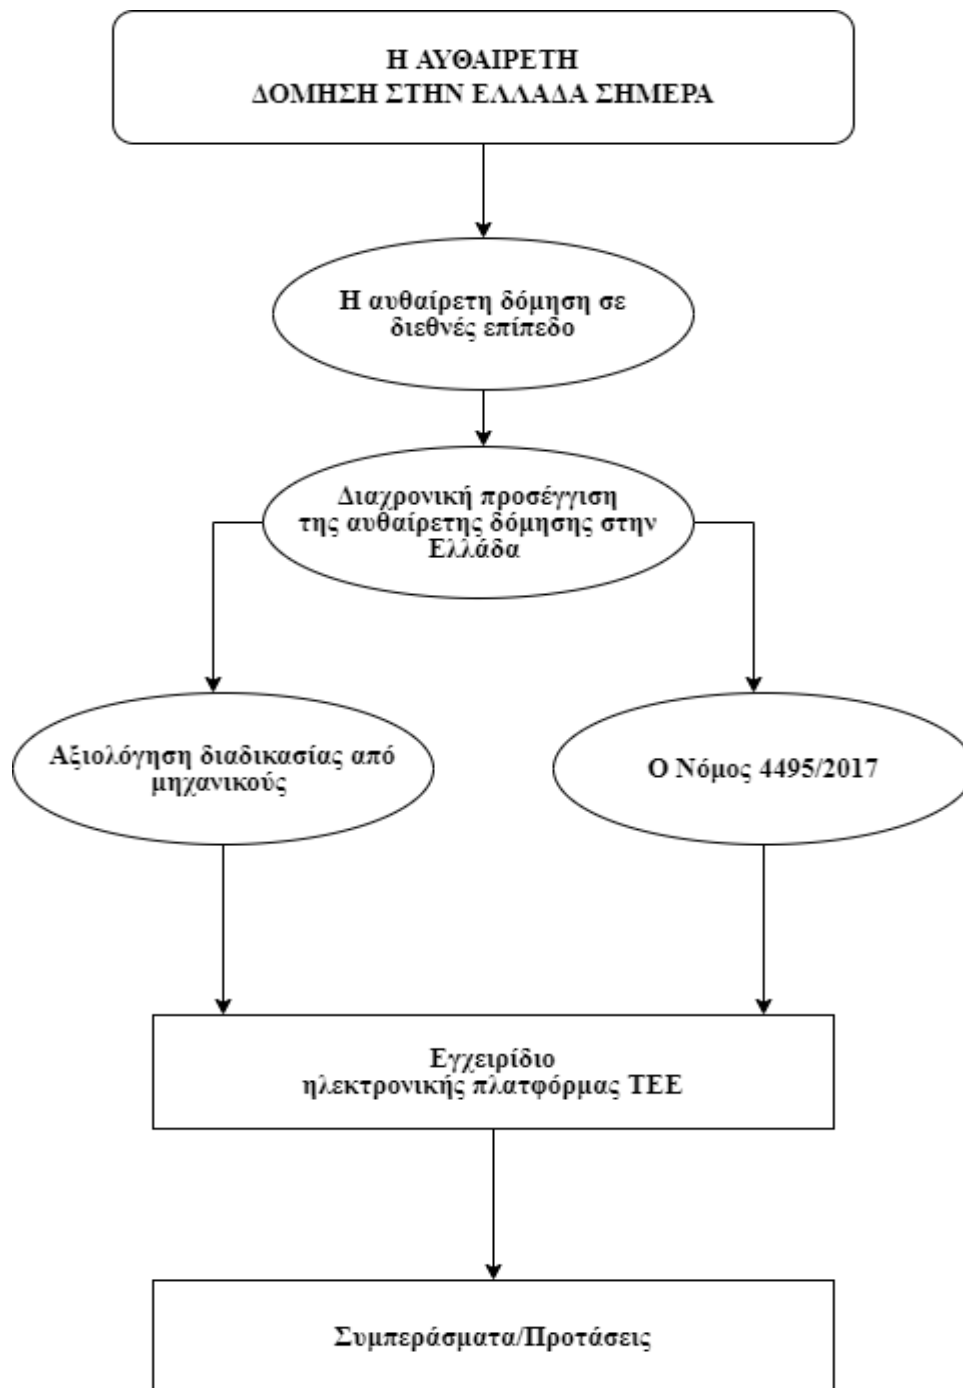 Η ΑΥΘΑΙΡΕΤΗ
ΔΟΜΗΣΗ ΣΤΗΝ ΕΛΛΑΔΑ ΣΗΜΕΡΑ
Η αυθαίρετη δόμηση σε
διεθνές επίπεδο
Διαχρονική προσέγγιση
της αυθαίρετης δόμησης στην
Ελλάδα
Αξιολόγηση διαδικασίας από
μηχανικούς
Ο Νόμος 4495/2017
Εγχειρίδιο
ηλεκτρονικής πλατφόρμας ΤΕΕ
Συμπεράσματα/Προτάσεις